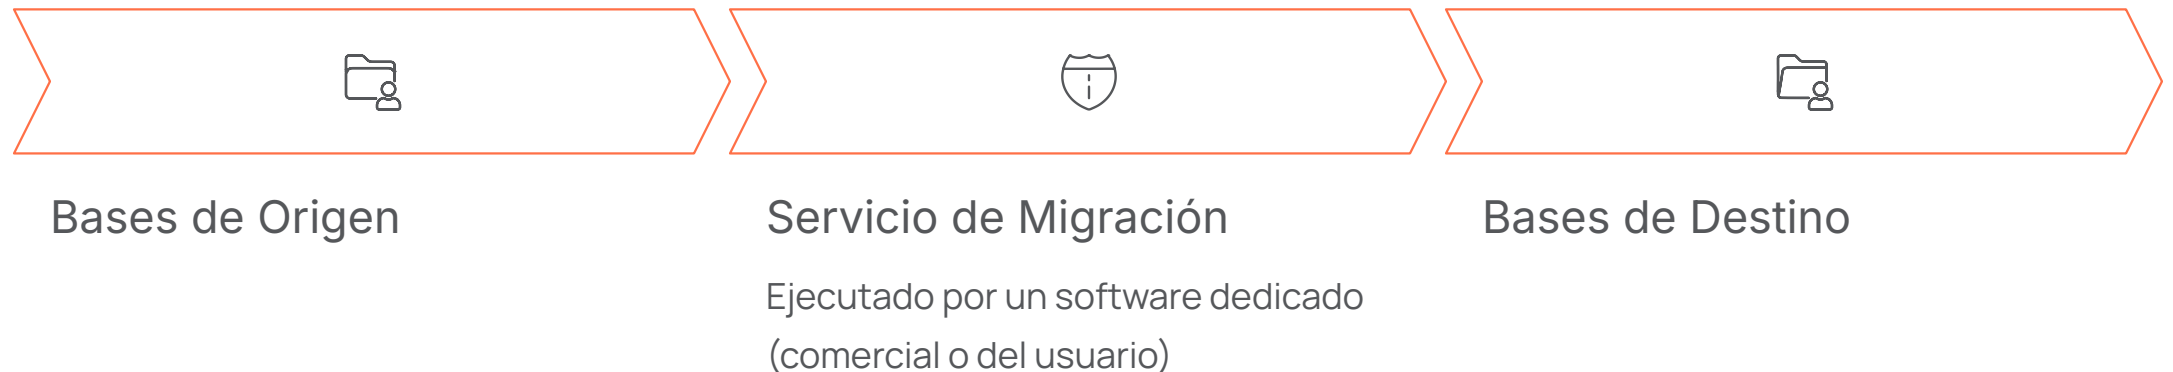 Bases de Origen
Servicio de Migración
Ejecutado por un software dedicado
(comercial o del usuario)
Bases de Destino